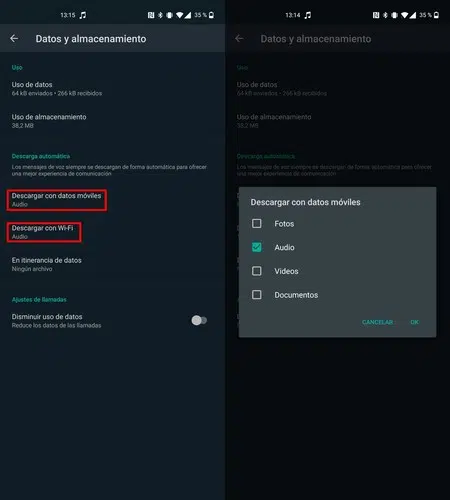 13:15
35 %
Datos y almacenamiento
Uso
Uso de datos
64 kB enviados • 266 kB recibidos
Uso de almacenamiento
38,2 MB
Descarga automática
Los mensajes de voz siempre se descargan de forma automática para ofrecer
una mejor experiencia de comunicación
Descargar con datos móviles
Audio
Descargar con Wi-Fi
Audio
En itinerancia de datos
Ningún archivo
Ajustes de llamadas
Disminuir uso de datos
Reduce los datos de las llamadas
13:14
35 %
Datos y almacenamiento
Uso
Uso de datos
64 kB enviados • 266 kB recibidos
Uso de almacenamiento
38,2 MB
Descarga automática
Los mensajes de voz siempre se descargan de forma automática para ofrecer
una mejor experiencia de comunicación
Descargar con datos móviles
Fotos
Audio
Videos
Documentos
CANCELAR
OK
Reduce los datos de las llamadas